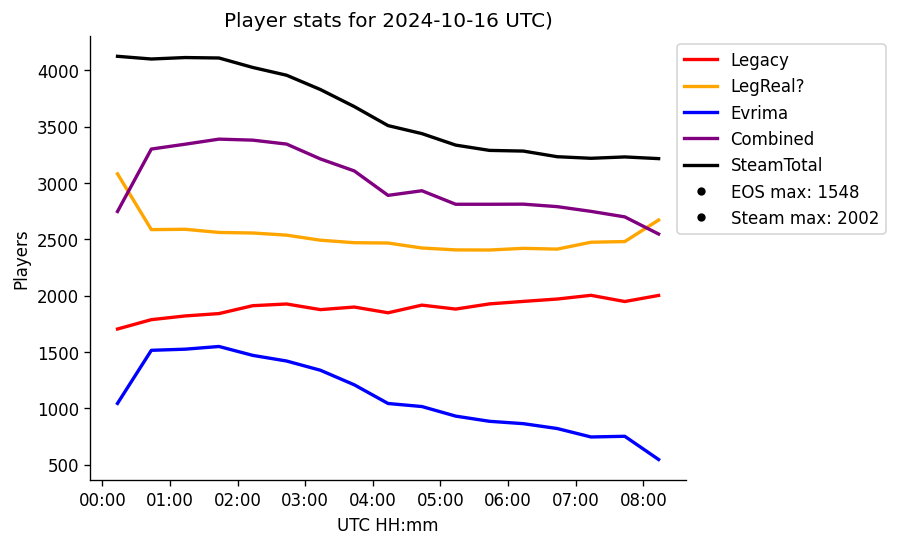 Player stats for 2024-10-16 UTC)
Legacy
LegReal?
Evrima
Combined
SteamTotal
EOS max: 1548
Steam max: 2002
4000
3500
3000
2500
2000
1500
1000
500
Players
00:00 01:00 02:00 03:00 04:00 05:00 06:00 07:00 08:00
UTC HH:mm